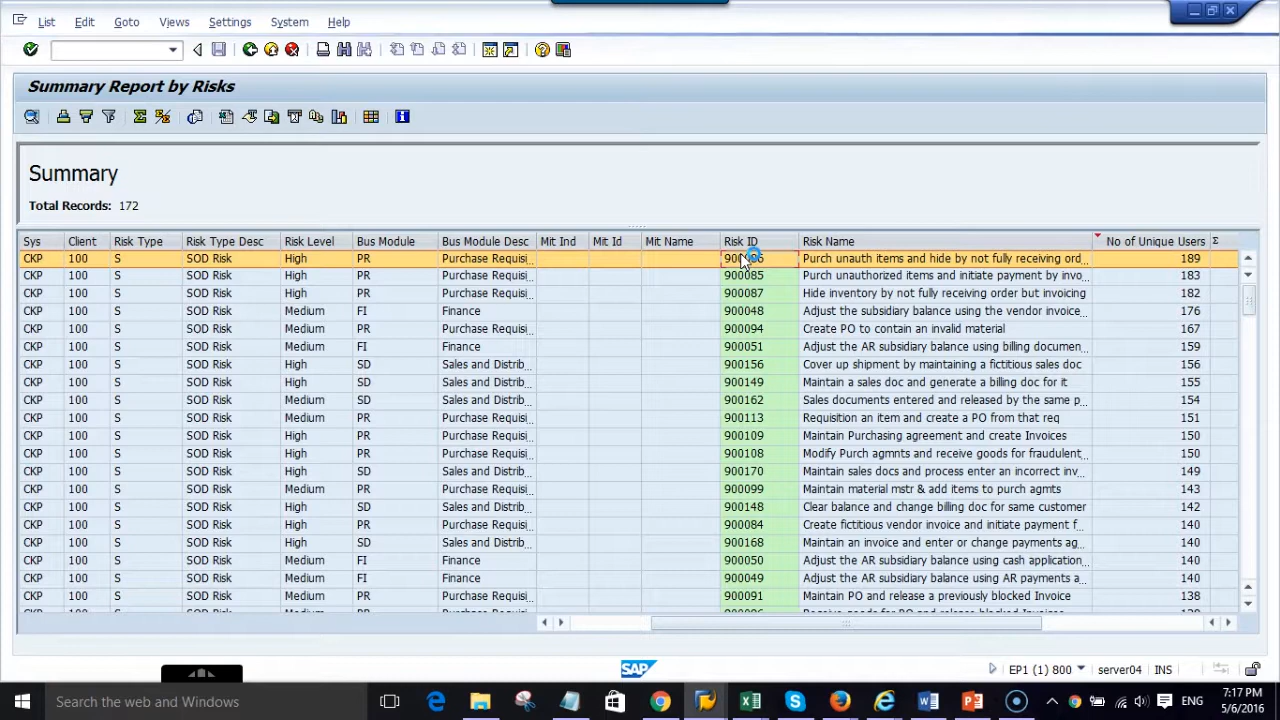 List Edit Goto Views Settings System Help
Summary Report by Risks
Summary
Total Records: 172
Sys Client Risk Type Risk Type Desc Risk Level Bus Module Bus Module Desc Mit Ind Mit Id Mit Name Risk ID Risk Name No of Unique Users Σ
CKP 100 S SOD Risk High PR Purchase Requisi... Purch unauth items and hide by not fully receiving ord... 189
CKP 100 S SOD Risk High PR Purchase Requisi... 900085 Purch unauthorized items and initiate payment by invo... 183
CKP 100 S SOD Risk High PR Purchase Requisi... 900087 Hide inventory by not fully receiving order but invoicing 182
CKP 100 S SOD Risk Medium FI Finance 900048 Adjust the subsidiary balance using the vendor invoice... 176
CKP 100 S SOD Risk Medium PR Purchase Requisi... 900094 Create PO to contain an invalid material 167
CKP 100 S SOD Risk Medium FI Finance 900051 Adjust the AR subsidiary balance using billing documen... 159
CKP 100 S SOD Risk High SD Sales and Distrib... 900156 Cover up shipment by maintaining a fictitious sales doc 156
CKP 100 S SOD Risk High SD Sales and Distrib... 900149 Maintain a sales doc and generate a billing doc for it 155
CKP 100 S SOD Risk Medium SD Sales and Distrib... 900162 Sales documents entered and released by the same p... 154
CKP 100 S SOD Risk Medium PR Purchase Requisi... 900113 Requisition an item and create a PO from that req 151
CKP 100 S SOD Risk High PR Purchase Requisi... 900109 Maintain Purchasing agreement and create Invoices 150
CKP 100 S SOD Risk High PR Purchase Requisi... 900108 Modify Purch agmnts and receive goods for fraudulent... 150
CKP 100 S SOD Risk High SD Sales and Distrib... 900170 Maintain sales docs and process enter an incorrect inv... 149
CKP 100 S SOD Risk Medium PR Purchase Requisi... 900099 Maintain material mstr & add items to purch agmts 143
CKP 100 S SOD Risk Medium SD Sales and Distrib... 900148 Clear balance and change billing doc for same customer 142
CKP 100 S SOD Risk High PR Purchase Requisi... 900084 Create fictitious vendor invoice and initiate payment f... 140
CKP 100 S SOD Risk High SD Sales and Distrib... 900168 Maintain an invoice and enter or change payments ag... 140
CKP 100 S SOD Risk Medium FI Finance 900050 Adjust the AR subsidiary balance using cash application... 140
CKP 100 S SOD Risk Medium FI Finance 900049 Adjust the AR subsidiary balance using AR payments a... 140
CKP 100 S SOD Risk High PR Purchase Requisi... 900091 Maintain PO and release a previously blocked Invoice 138
SAP EP1 (1) 800 server04 INS
Search the web and Windows ENG 7:17 PM
5/6/2016